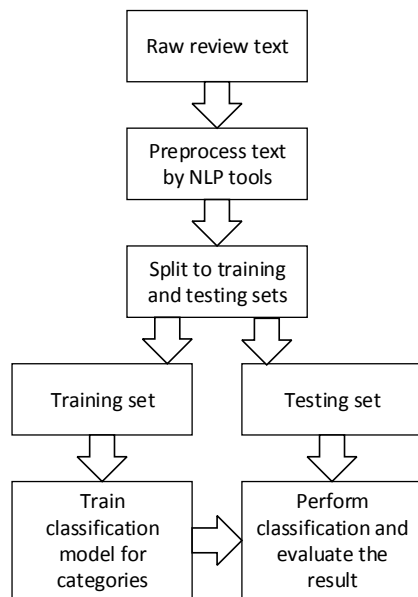 Raw review text
Preprocess text
by NLP tools
Split to training
and testing sets
Training set
Testing set
Train
classification
model for
categories
Perform
classification and
evaluate the
result